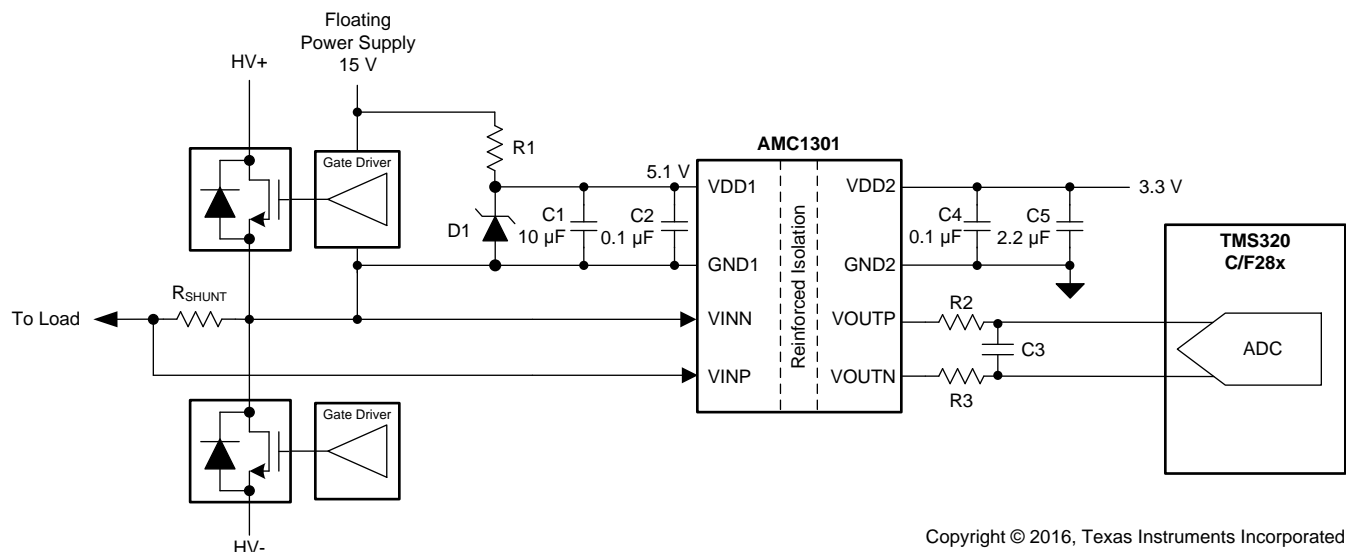 Floating
Power Supply
15 V
HV+
Gate Driver
R1
AMC1301
5.1 V
VDD1
VDD2
3.3 V
D1
C1
10 µF
C2
0.1 µF
C4
0.1 µF
C5
2.2 µF
TMS320
C/F28x
GND1
GND2
Reinforced Isolation
RSHUNT
To Load
VINN
VOUTP
R2
C3
ADC
VINP
VOUTN
R3
Gate Driver
HV-
Copyright © 2016, Texas Instruments Incorporated